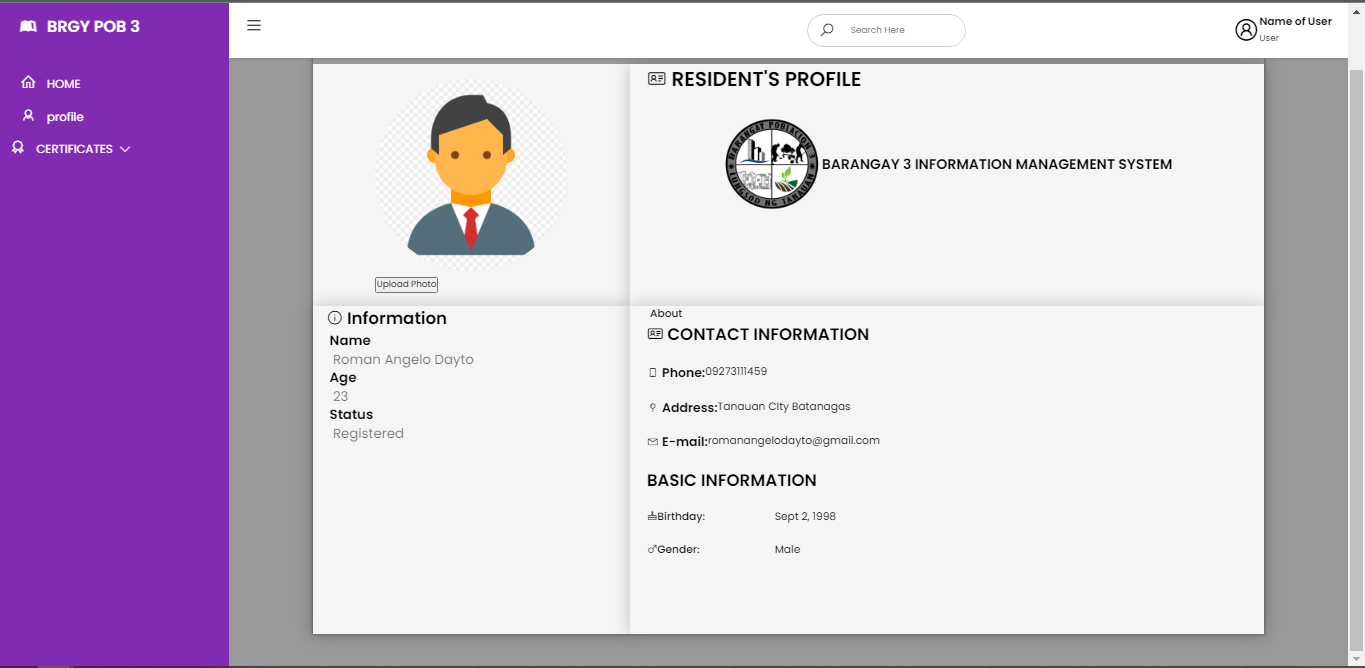 BRGY POB 3
Search Here
Name of User
User
HOME
profile
CERTIFICATES
RESIDENT'S PROFILE
BARANGAY POBLACION 3
LUNGSOD NG TANAUAN
BARANGAY 3 INFORMATION MANAGEMENT SYSTEM
Upload Photo
Information
Name
Roman Angelo Dayto
Age
23
Status
Registered
About
CONTACT INFORMATION
Phone:09273111459
Address:Tanauan CIty Batanagas
E-mail:romanangelodayto@gmail.com
BASIC INFORMATION
Birthday: Sept 2, 1998
Gender: Male